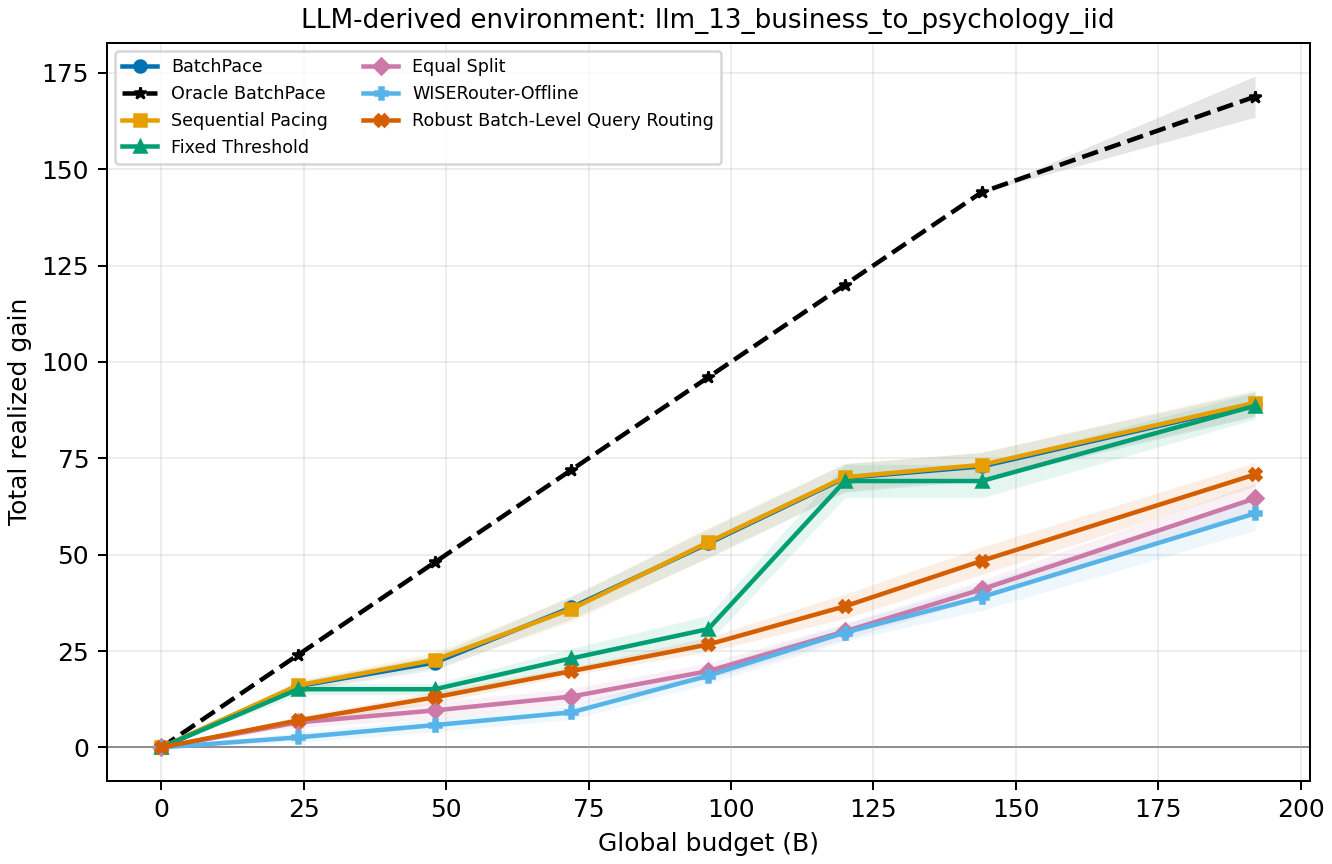 LLM-derived environment: llm_13_business_to_psychology_iid
BatchPace
Oracle BatchPace
Sequential Pacing
Fixed Threshold
Equal Split
WISERouter-Offline
Robust Batch-Level Query Routing
Total realized gain
175
150
125
100
75
50
25
0
0 25 50 75 100 125 150 175 200
Global budget (B)